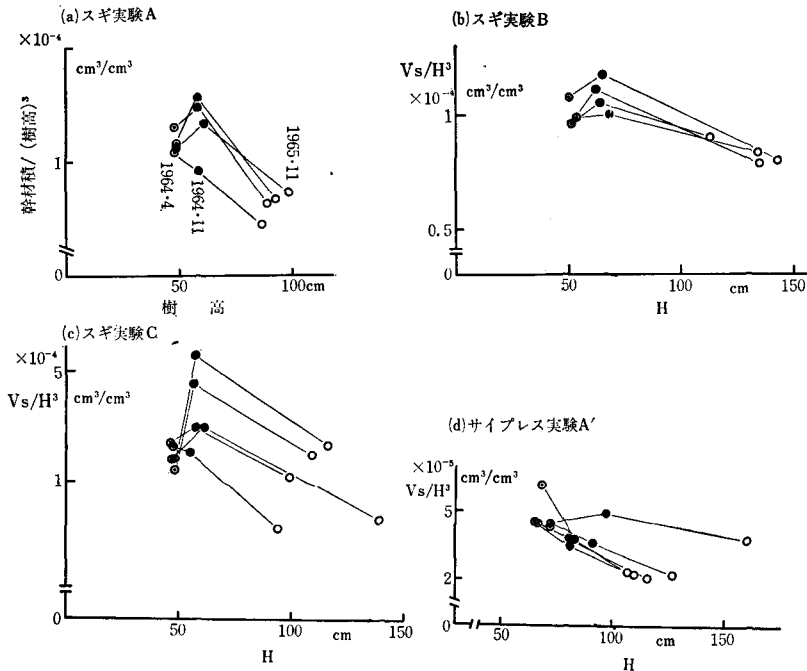 (a)スギ実験A
×10⁻⁴
cm³/cm³
幹材積/(樹高)³
1
0
1964・4.
1964・11
1965・11
50
100cm
樹 高
(b)スギ実験B
Vs/H³
×10⁻⁴
cm³/cm³
1
0.5
0
50
100
cm
150
H
(c)スギ実験C
×10⁻⁴
5
Vs/H³
cm³/cm³
1
0
50
100
cm
150
H
(d)サイプレス実験A′
×10⁻⁵
Vs/H³
cm³/cm³
5
2
0
50
100
cm
150
H